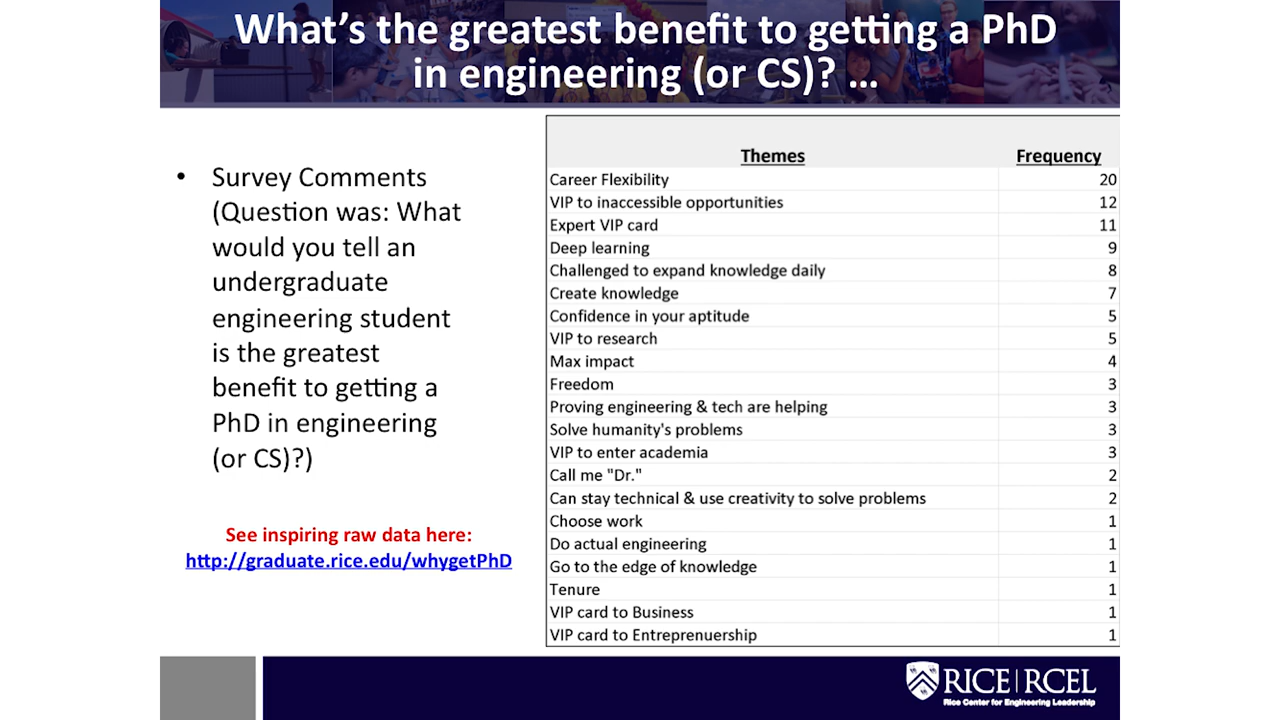 What's the greatest benefit to getting a PhD
in engineering (or CS)? ...
• Survey Comments
(Question was: What
would you tell an
undergraduate
engineering student
is the greatest
benefit to getting a
PhD in engineering
(or CS)?)
See inspiring raw data here:
http://graduate.rice.edu/whygetPhD
Themes Frequency
Career Flexibility 20
VIP to inaccessible opportunities 12
Expert VIP card 11
Deep learning 9
Challenged to expand knowledge daily 8
Create knowledge 7
Confidence in your aptitude 5
VIP to research 5
Max impact 4
Freedom 3
Proving engineering & tech are helping 3
Solve humanity's problems 3
VIP to enter academia 3
Call me "Dr." 2
Can stay technical & use creativity to solve problems 2
Choose work 1
Do actual engineering 1
Go to the edge of knowledge 1
Tenure 1
VIP card to Business 1
VIP card to Entreprenuership 1
RICE | RCEL
Rice Center for Engineering Leadership